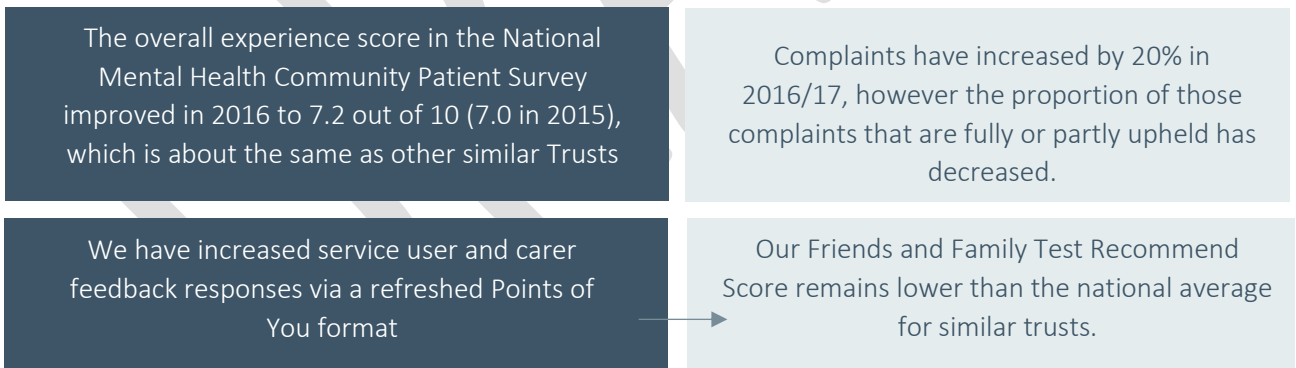 The overall experience score in the National
Mental Health Community Patient Survey
improved in 2016 to 7.2 out of 10 (7.0 in 2015),
which is about the same as other similar Trusts
Complaints have increased by 20% in
2016/17, however the proportion of those
complaints that are fully or partly upheld has
decreased.
We have increased service user and carer
feedback responses via a refreshed Points of
You format
Our Friends and Family Test Recommend
Score remains lower than the national average
for similar trusts.